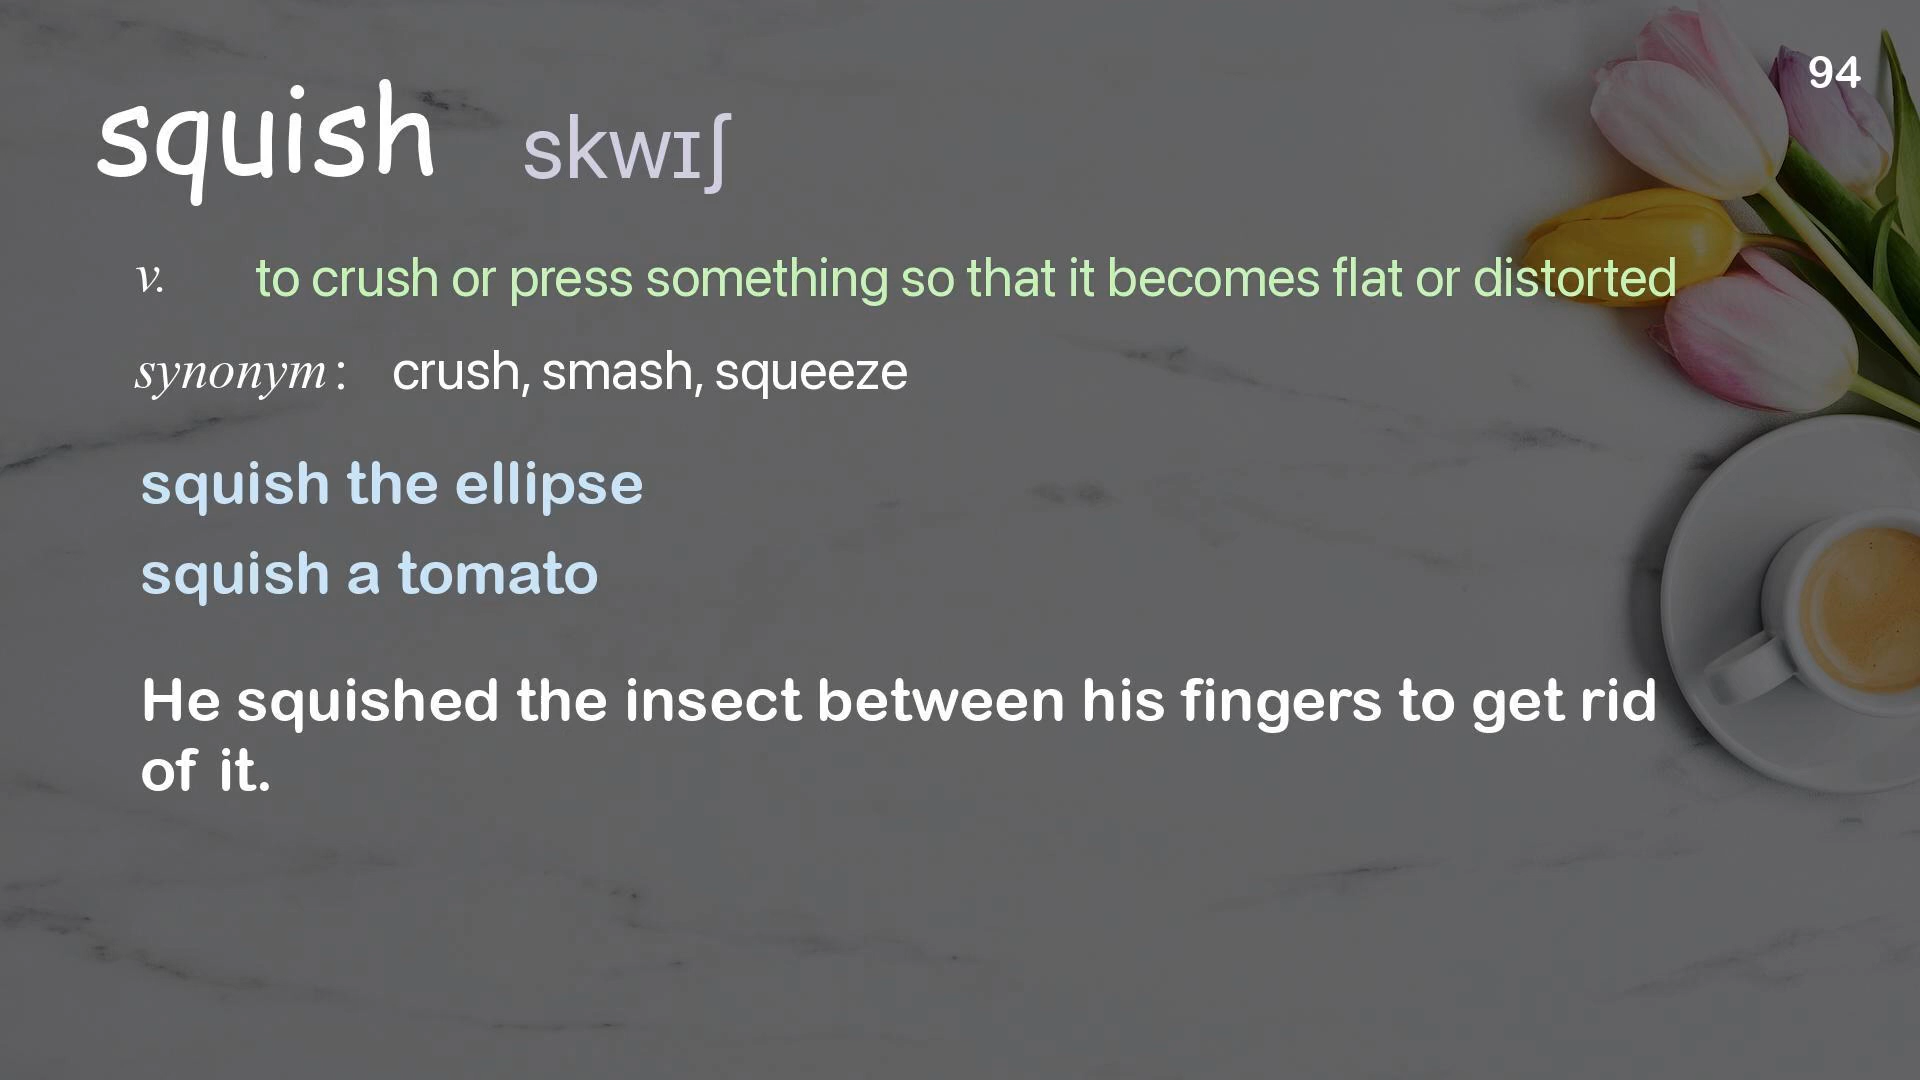 94
squish skwɪʃ
v. to crush or press something so that it becomes flat or distorted
synonym : crush, smash, squeeze
squish the ellipse
squish a tomato
He squished the insect between his fingers to get rid
of it.